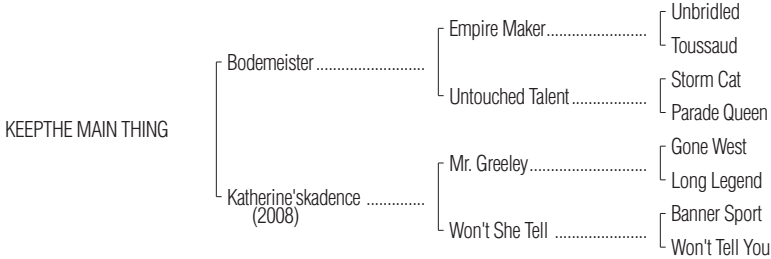 Unbridled
Empire Maker
Toussaud
Bodemeister
Storm Cat
Untouched Talent
Parade Queen
KEEPTHE MAIN THING
Gone West
Mr. Greeley
Long Legend
Katherine'skadence
(2008)
Banner Sport
Won't She Tell
Won't Tell You